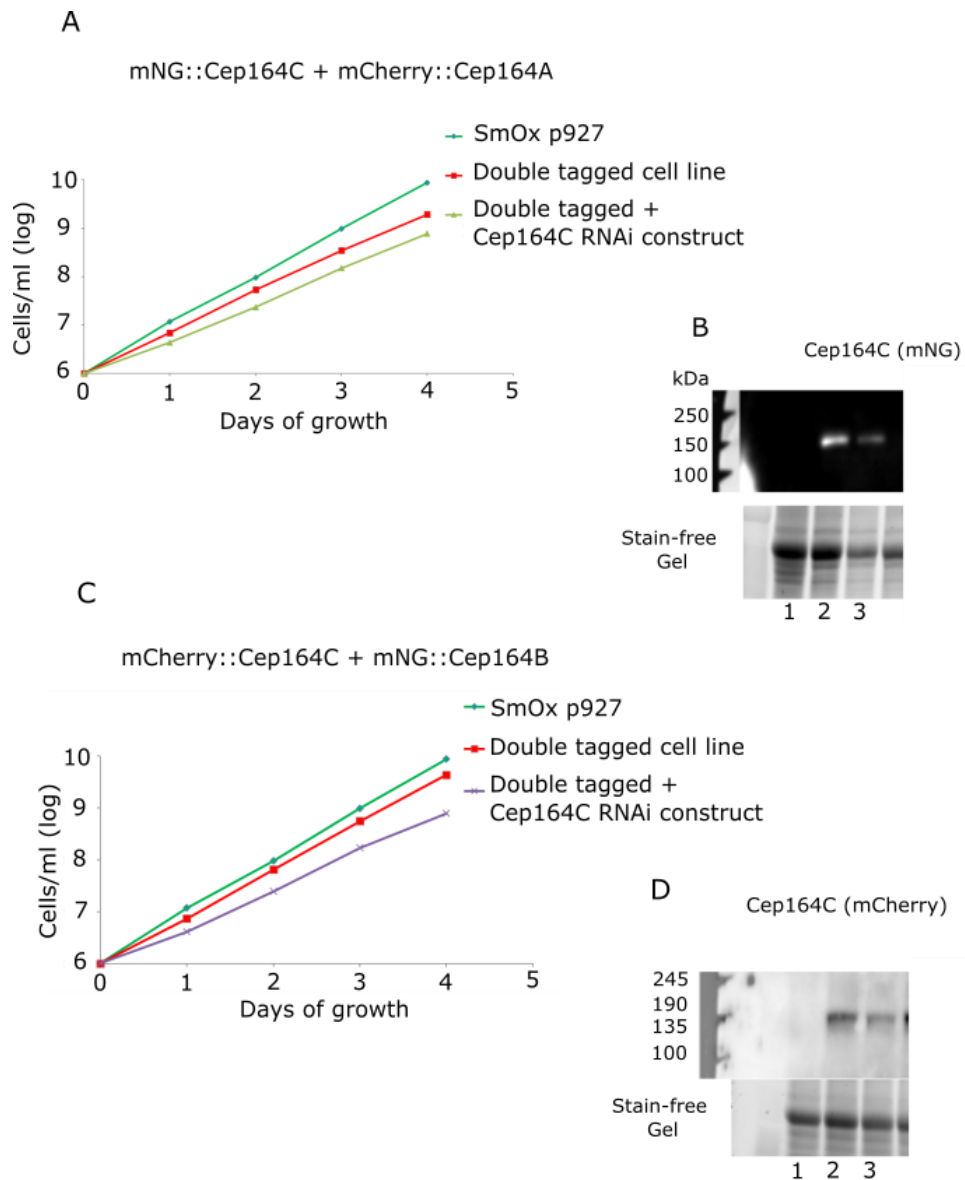 A
mNG::Cep164C + mCherry::Cep164A
SmOx p927
Double tagged cell line
Double tagged +
Cep164C RNAi construct
Cells/ml (log)
10
9
8
7
6
0 1 2 3 4 5
Days of growth
B
Cep164C (mNG)
kDa
250
150
100
Stain-free
Gel
1 2 3
C
mCherry::Cep164C + mNG::Cep164B
SmOx p927
Double tagged cell line
Double tagged +
Cep164C RNAi construct
Cells/ml (log)
10
9
8
7
6
0 1 2 3 4 5
Days of growth
D
Cep164C (mCherry)
245
190
135
100
Stain-free
Gel
1 2 3